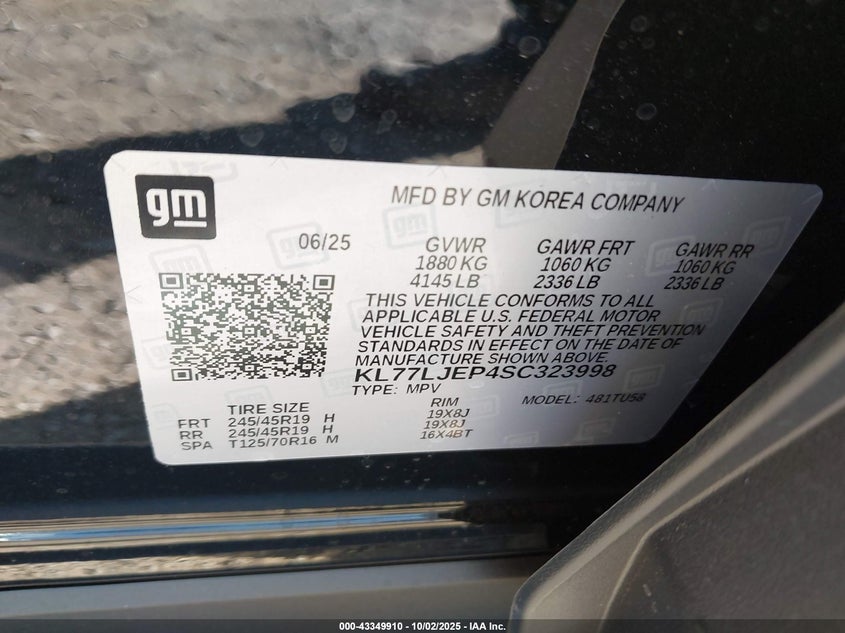 gm
MFD BY GM KOREA COMPANY
06/25 GVWR GAWR FRT GAWR RR
1880 KG 1060 KG 1060 KG
4145 LB 2336 LB 2336 LB
THIS VEHICLE CONFORMS TO ALL
APPLICABLE U.S. FEDERAL MOTOR
VEHICLE SAFETY AND THEFT PREVENTION
STANDARDS IN EFFECT ON THE DATE OF
MANUFACTURE SHOWN ABOVE.
KL77LJEP4SC323998
TYPE: MPV MODEL: 481TU58
TIRE SIZE RIM
FRT 245/45R19 H 19X8J
RR 245/45R19 H 19X8J
SPA T125/70R16 M 16X4BT
000-43349910 - 10/02/2025 - IAA Inc.